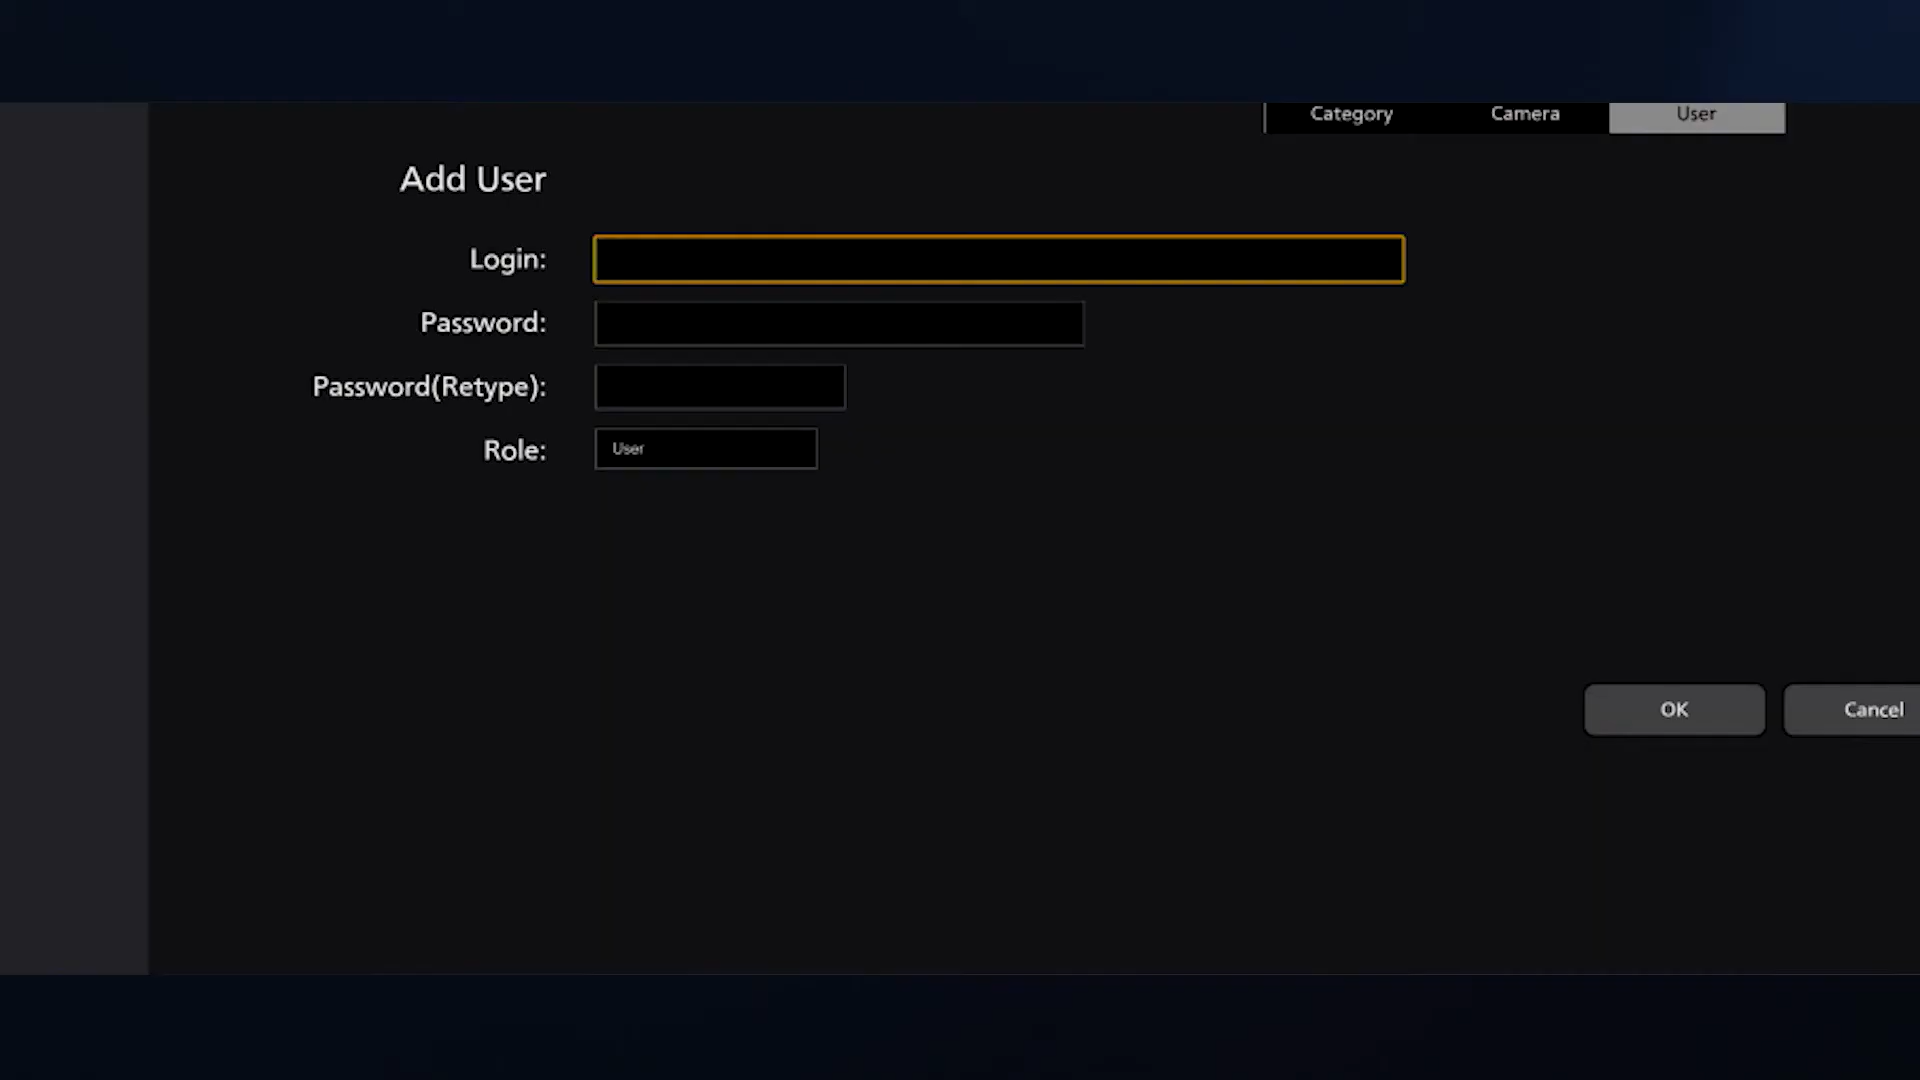 Category Camera User
Add User
Login:
Password:
Password(Retype):
Role: User
OK Cancel